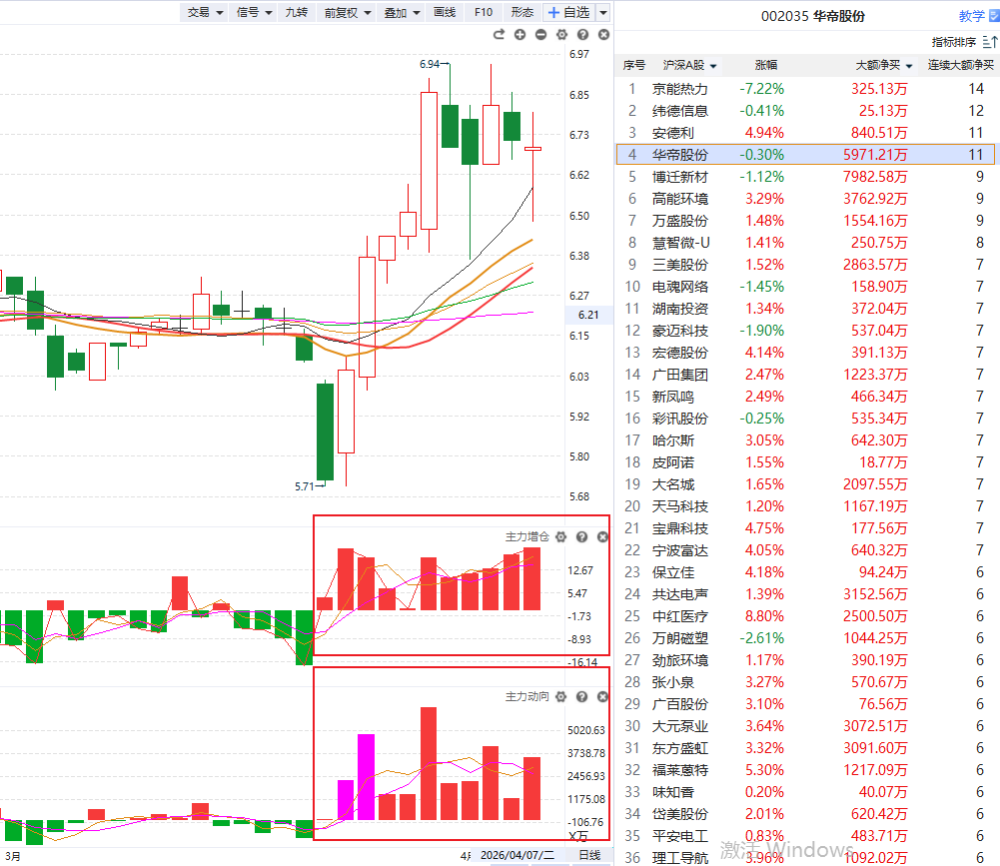 交易 信号 九转 前复权 叠加 画线 F10 形态 + 自选
002035 华帝股份 教学
指标排序
6.97
6.94
6.85
6.73
6.62
6.50
6.38
6.27
6.21
6.15
6.03
5.92
5.80
5.71
5.68
主力增仓
12.67
5.47
-1.73
-8.93
-16.14
主力动向
5020.63
3738.78
2456.93
1175.08
-106.76
X万
3月 4月 2026/04/07/二 日线
序号 沪深A股 涨幅 大额净买 连续大额净买
1 京能热力 -7.22% 325.13万 14
2 纬德信息 -0.41% 25.13万 12
3 安德利 4.94% 840.51万 11
4 华帝股份 -0.30% 5971.21万 11
5 博迁新材 -1.12% 7982.58万 9
6 高能环境 3.29% 3762.92万 9
7 万盛股份 1.48% 1554.16万 9
8 慧智微-U 1.41% 250.75万 8
9 三美股份 1.52% 2863.57万 7
10 电魂网络 -1.45% 158.90万 7
11 湖南投资 1.34% 372.04万 7
12 豪迈科技 -1.90% 537.04万 7
13 宏德股份 4.14% 391.13万 7
14 广田集团 2.47% 1223.37万 7
15 新凤鸣 2.49% 466.34万 7
16 彩讯股份 -0.25% 535.34万 7
17 哈尔斯 3.05% 642.30万 7
18 皮阿诺 1.55% 18.77万 7
19 大名城 1.65% 2097.55万 7
20 天马科技 1.20% 1167.19万 7
21 宝鼎科技 4.75% 177.56万 7
22 宁波富达 4.05% 640.32万 7
23 保立佳 4.18% 94.24万 6
24 共达电声 1.39% 3152.56万 6
25 中红医疗 8.80% 2500.50万 6
26 万朗磁塑 -2.61% 1044.25万 6
27 劲旅环境 1.17% 390.19万 6
28 张小泉 3.27% 570.67万 6
29 广百股份 3.10% 76.56万 6
30 大元泵业 3.64% 3072.51万 6
31 东方盛虹 3.32% 3091.60万 6
32 福莱蒽特 5.30% 1217.09万 6
33 味知香 0.20% 40.07万 6
34 岱美股份 2.01% 620.42万 6
35 平安电工 0.83% 483.71万 6
36 理工导航 3.96% 1092.02万 6
激活 Windows